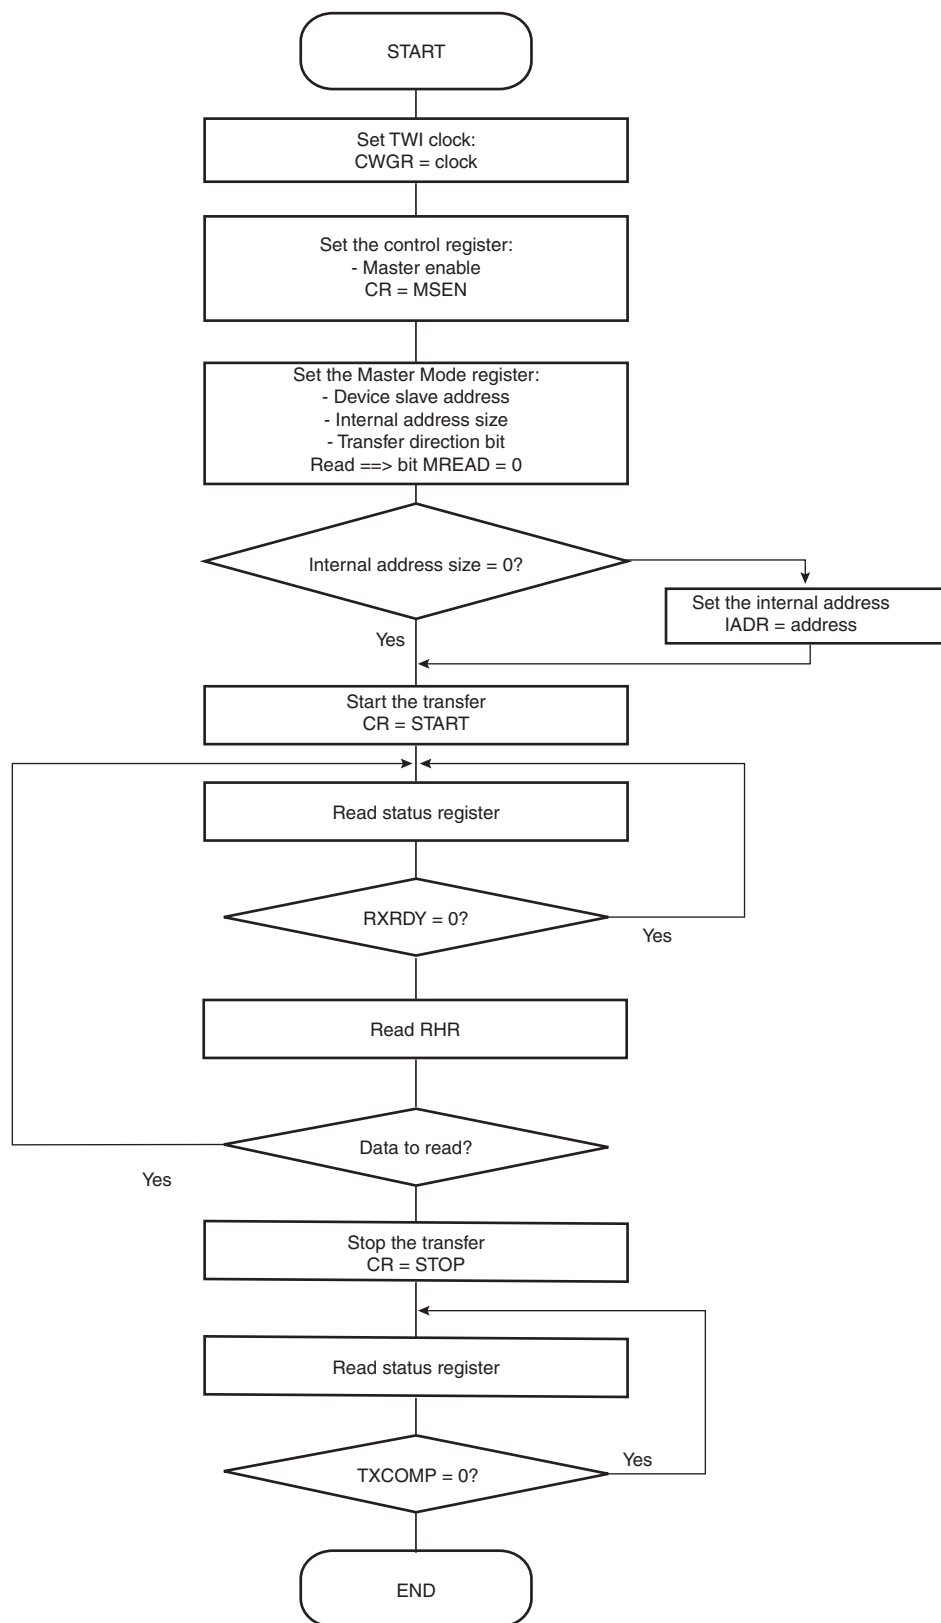 START
Set TWI clock:
CWGR = clock
Set the control register:
- Master enable
CR = MSEN
Set the Master Mode register:
- Device slave address
- Internal address size
- Transfer direction bit
Read ==> bit MREAD = 0
Internal address size = 0?
Set the internal address
IADR = address
Yes
Start the transfer
CR = START
Read status register
RXRDY = 0?
Yes
Read RHR
Data to read?
Yes
Stop the transfer
CR = STOP
Read status register
TXCOMP = 0?
Yes
END